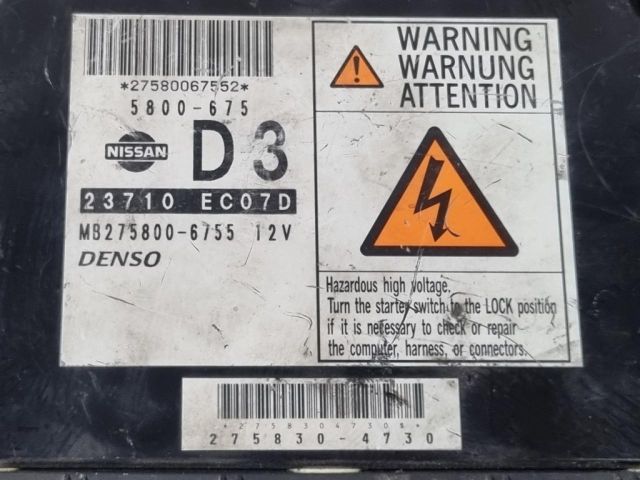 *27580067552*
5800-675
NISSAN
D3
23710 EC07D
MB275800-6755 12V
DENSO
WARNING
WARNUNG
ATTENTION
Hazardous high voltage.
Turn the starter switch to the LOCK position
if it is necessary to check or repair
the computer, harness, or connectors.
275830-4730